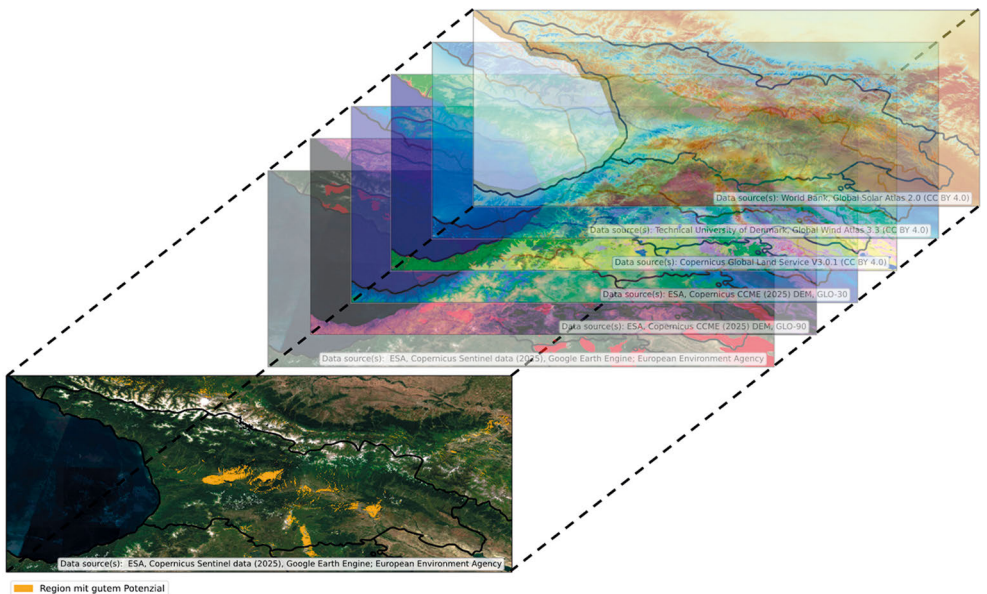 Data source(s): World Bank, Global Solar Atlas 2.0 (CC BY 4.0)
Data source(s): Technical University of Denmark, Global Wind Atlas 3.3 (CC BY 4.0)
Data source(s): Copernicus Global Land Service V3.0.1 (CC BY 4.0)
Data source(s): ESA, Copernicus CCME (2025) DEM, GLO-30
Data source(s): ESA, Copernicus CCME (2025) DEM, GLO-90
Data source(s): ESA, Copernicus Sentinel data (2025), Google Earth Engine; European Environment Agency
Data source(s): ESA, Copernicus Sentinel data (2025), Google Earth Engine; European Environment Agency
Region mit gutem Potenzial